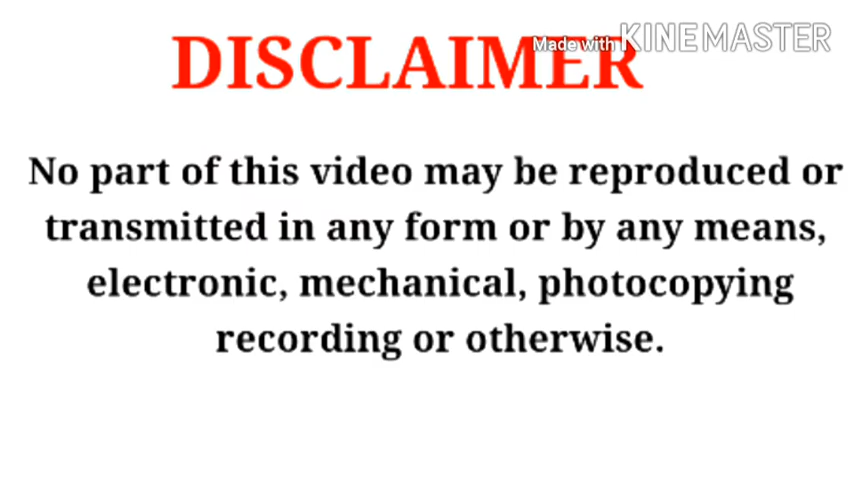 Made with KINEMASTER
DISCLAIMER
No part of this video may be reproduced or
transmitted in any form or by any means,
electronic, mechanical, photocopying
recording or otherwise.